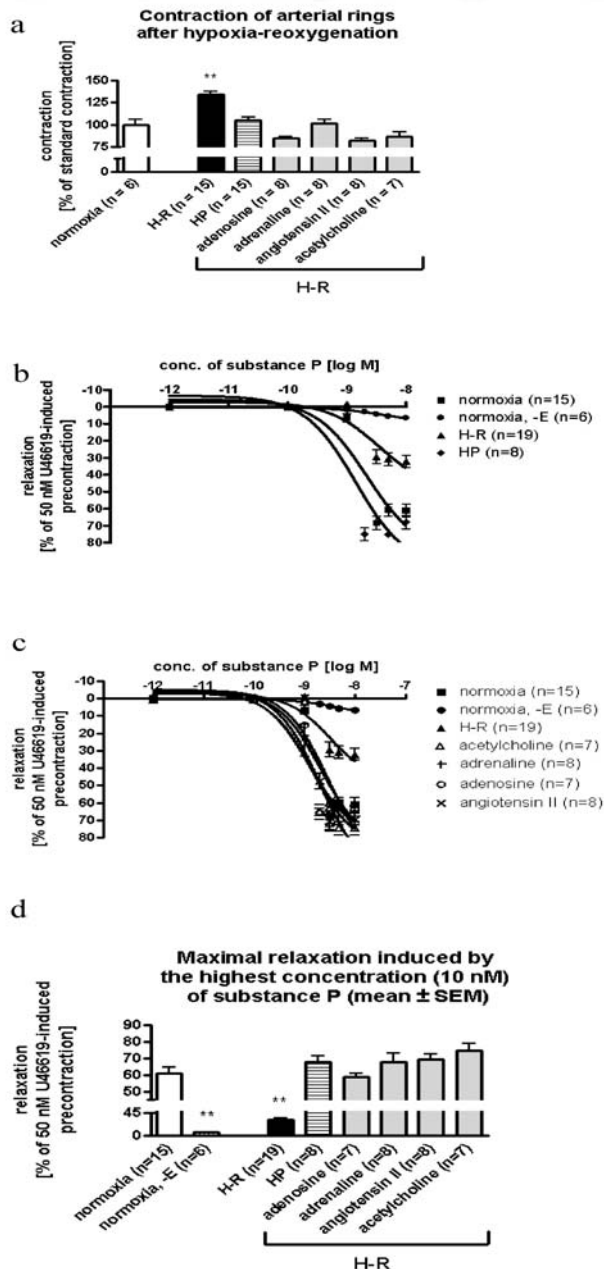 a
Contraction of arterial rings
after hypoxia-reoxygenation
contraction
[% of standard contraction]
150
125
100
75
0
**
normoxia (n = 6)
H-R (n = 15)
HP (n = 15)
adenosine (n = 8)
adrenaline (n = 8)
angiotensin II (n = 8)
acetylcholine (n = 7)
H-R
b
conc. of substance P [log M]
-12 -11 -10 -9 -8 -7
relaxation
[% of 50 nM U46619-induced
precontraction]
-10
0
10
20
30
40
50
60
70
80
normoxia (n=15)
normoxia, -E (n=6)
H-R (n=19)
HP (n=8)
c
conc. of substance P [log M]
-12 -11 -10 -9 -8 -7
relaxation
[% of 50 nM U46619-induced
precontraction]
-10
0
10
20
30
40
50
60
70
80
normoxia (n=15)
normoxia, -E (n=6)
H-R (n=19)
acetylcholine (n=7)
adrenaline (n=8)
adenosine (n=7)
angiotensin II (n=8)
d
Maximal relaxation induced by
the highest concentration (10 nM)
of substance P (mean ± SEM)
relaxation
[% of 50 nM U46619-induced
precontraction]
90
80
70
60
45
0
**
**
normoxia (n=15)
normoxia, -E (n=6)
H-R (n=19)
HP (n=8)
adenosine (n=7)
adrenaline (n=8)
angiotensin II (n=8)
acetylcholine (n=7)
H-R